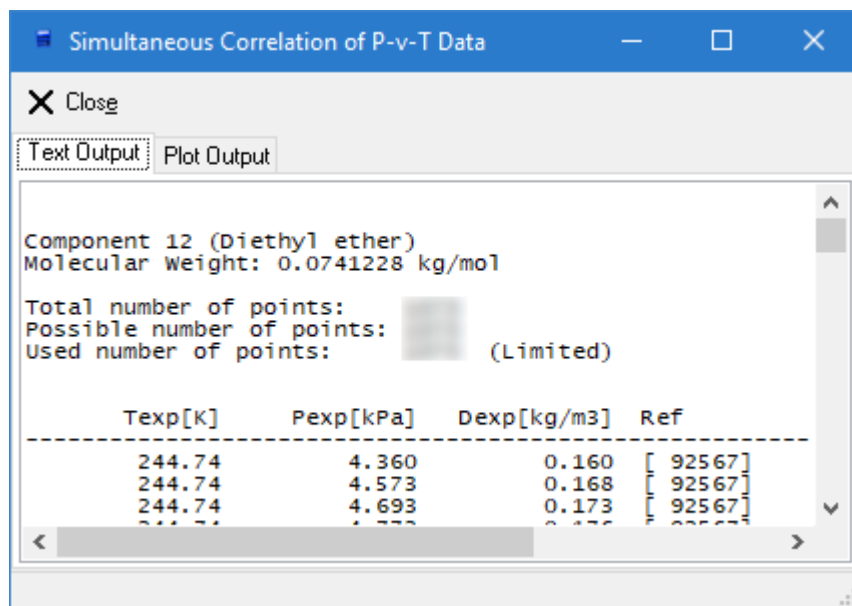 Simultaneous Correlation of P-v-T Data
Close
Text Output Plot Output
Component 12 (Diethyl ether)
Molecular Weight: 0.0741228 kg/mol
Total number of points:
Possible number of points:
Used number of points: (Limited)
Texp[K] Pexp[kPa] Dexp[kg/m3] Ref
--------------------------------------------------------------
244.74 4.360 0.160 [ 92567]
244.74 4.573 0.168 [ 92567]
244.74 4.693 0.173 [ 92567]